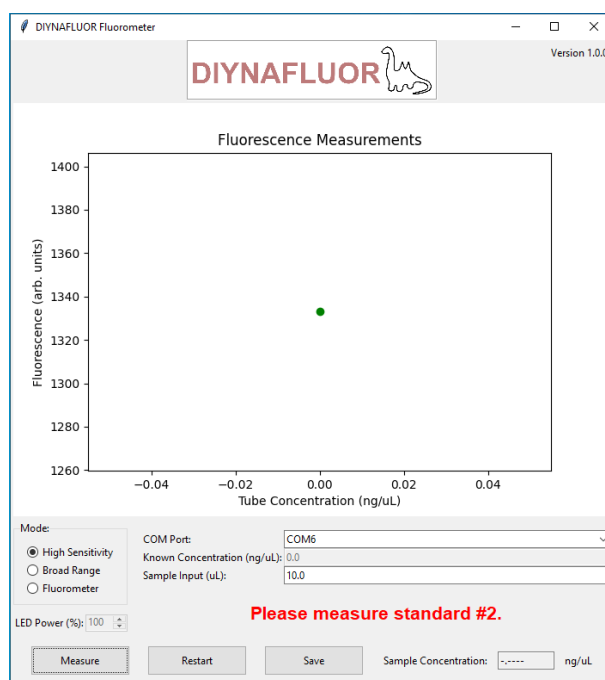 DIYNAFLUOR Fluorometer
Version 1.0.0
DIYNAFLUOR
Fluorescence Measurements
Fluorescence (arb. units)
1400
1380
1360
1340
1320
1300
1280
1260
−0.04 −0.02 0.00 0.02 0.04
Tube Concentration (ng/uL)
Mode:
High Sensitivity
Broad Range
Fluorometer
COM Port: COM6
Known Concentration (ng/uL): 0.0
Sample Input (uL): 10.0
LED Power (%): 100
Please measure standard #2.
Measure Restart Save Sample Concentration: -.---- ng/uL